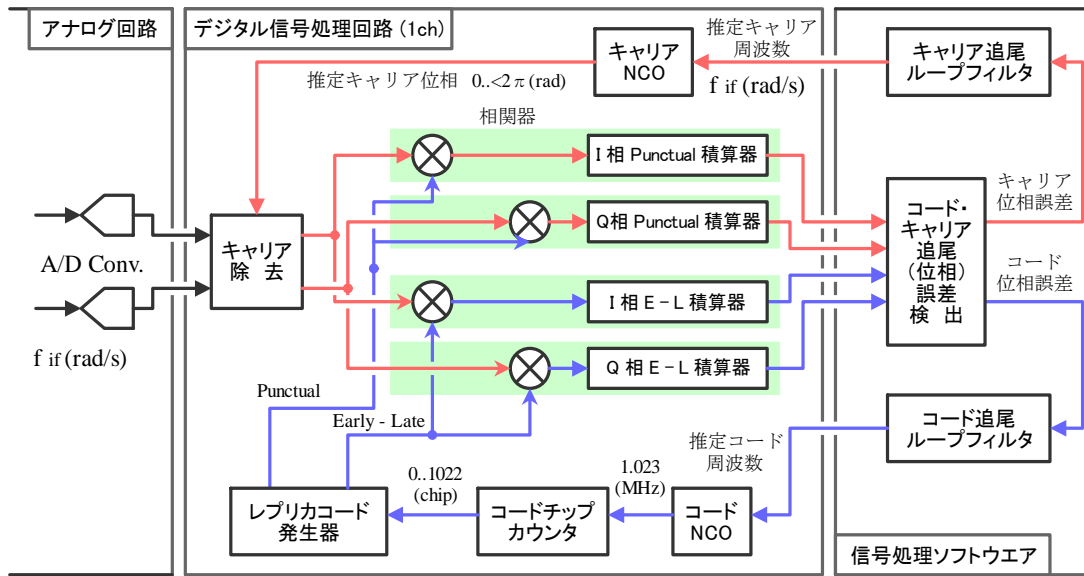 アナログ回路
デジタル信号処理回路 (1ch)
キャリア
NCO
推定キャリア
周波数
f if (rad/s)
キャリア追尾
ループフィルタ
推定キャリア位相 0..<2π(rad)
相関器
I 相 Punctual 積算器
Q相 Punctual 積算器
I 相 E-L 積算器
Q 相 E-L 積算器
A/D Conv.
f if (rad/s)
キャリア
除 去
コード・
キャリア
追尾
(位相)
誤差
検 出
キャリア
位相誤差
コード
位相誤差
Punctual
Early - Late
コード追尾
ループフィルタ
推定コード
周波数
0..1022
(chip)
1.023
(MHz)
レプリカコード
発生器
コードチップ
カウンタ
コード
NCO
信号処理ソフトウエア